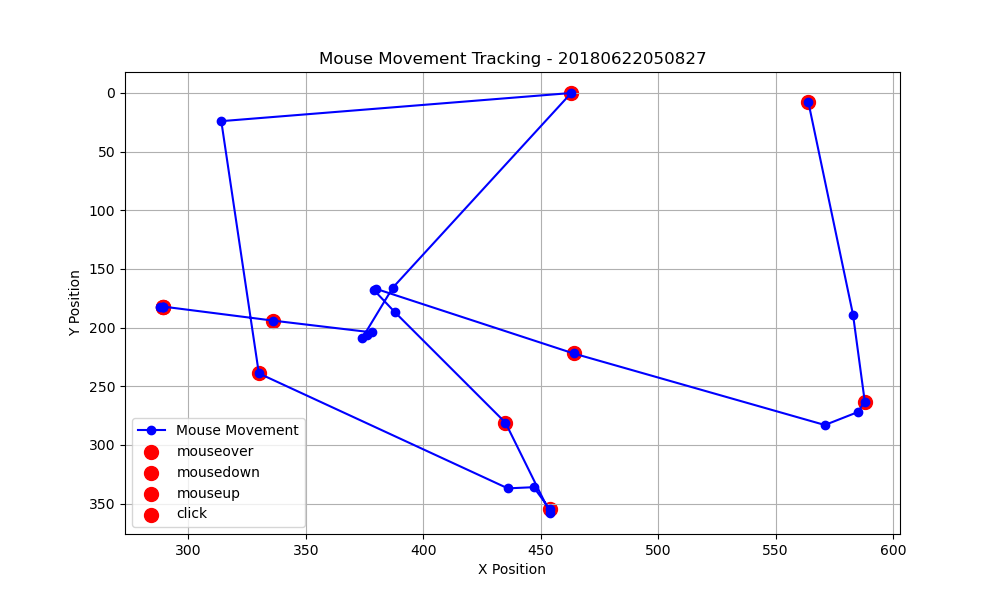 Mouse Movement Tracking - 20180622050827
0
50
100
150
200
250
300
350
Y Position
Mouse Movement
mouseover
mousedown
mouseup
click
300 350 400 450 500 550 600
X Position